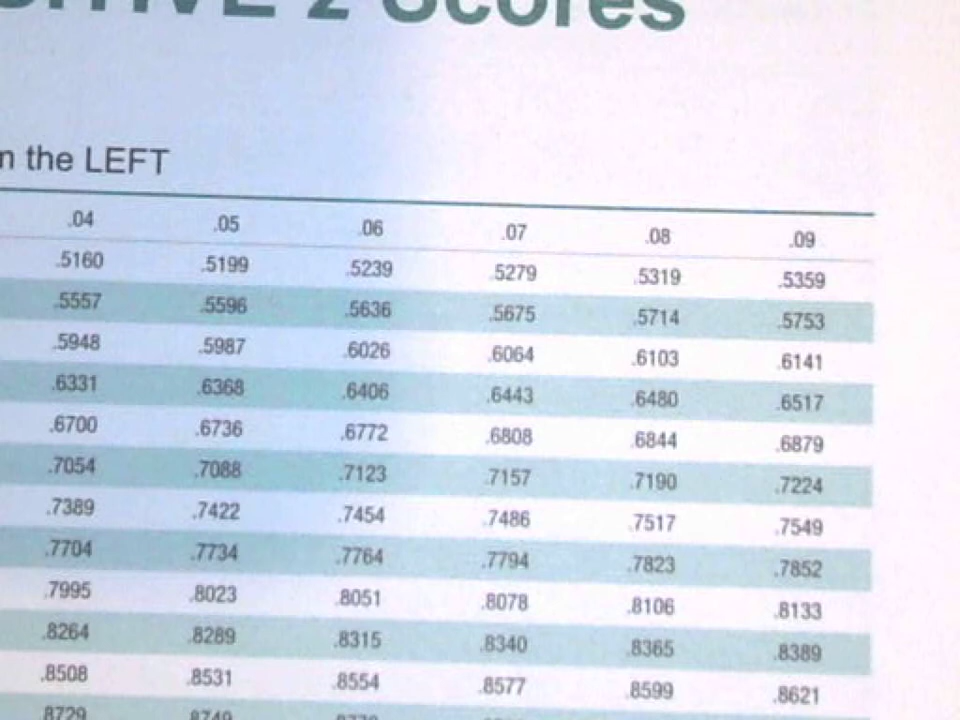 z Scores
n the LEFT
.04 .05 .06 .07 .08 .09
.5160 .5199 .5239 .5279 .5319 .5359
.5557 .5596 .5636 .5675 .5714 .5753
.5948 .5987 .6026 .6064 .6103 .6141
.6331 .6368 .6406 .6443 .6480 .6517
.6700 .6736 .6772 .6808 .6844 .6879
.7054 .7088 .7123 .7157 .7190 .7224
.7389 .7422 .7454 .7486 .7517 .7549
.7704 .7734 .7764 .7794 .7823 .7852
.7995 .8023 .8051 .8078 .8106 .8133
.8264 .8289 .8315 .8340 .8365 .8389
.8508 .8531 .8554 .8577 .8599 .8621
.8729 .8749